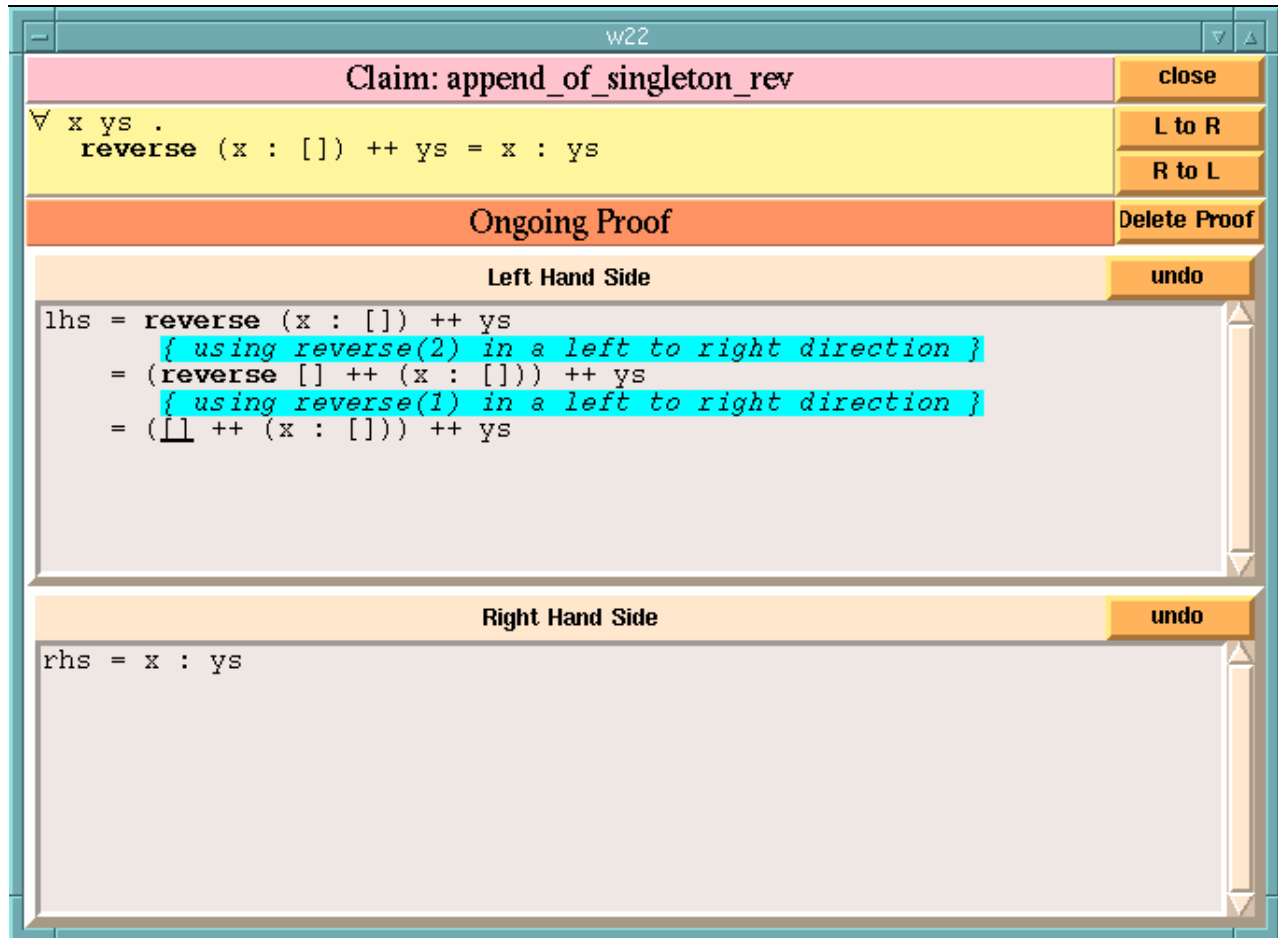 w22
Claim: append_of_singleton_rev
close
∀ x ys .
reverse (x : []) ++ ys = x : ys
L to R
R to L
Ongoing Proof
Delete Proof
Left Hand Side
undo
lhs = reverse (x : []) ++ ys
{ using reverse(2) in a left to right direction }
= (reverse [] ++ (x : [])) ++ ys
{ using reverse(1) in a left to right direction }
= ([] ++ (x : [])) ++ ys
Right Hand Side
undo
rhs = x : ys